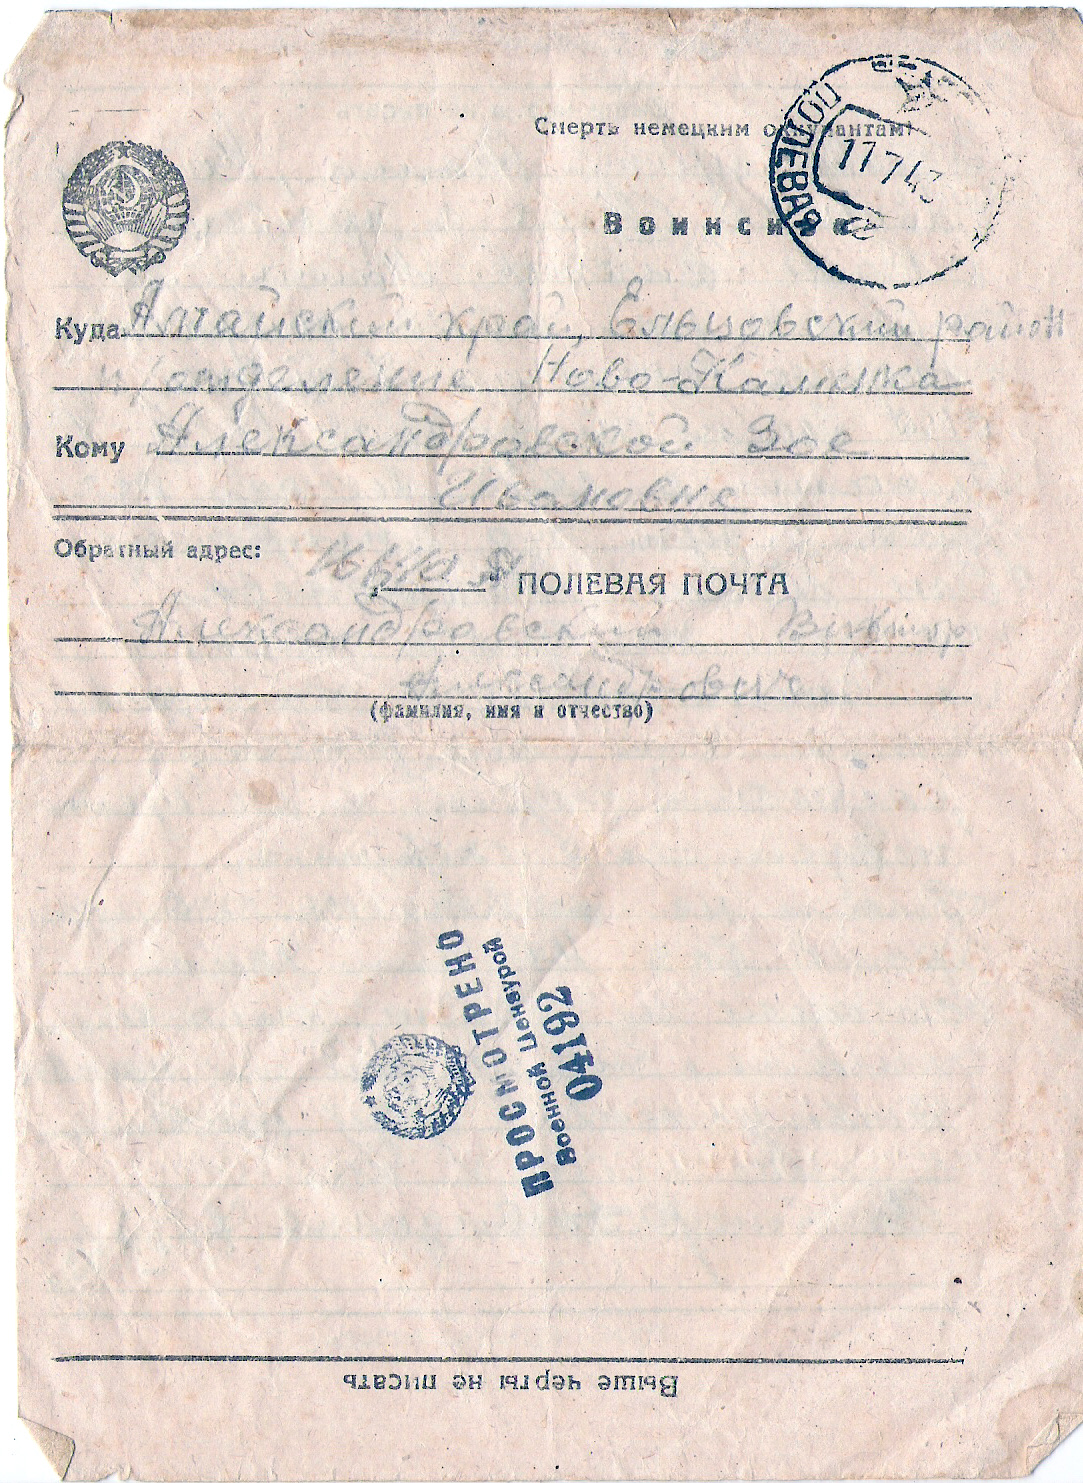 Смерть немецким оккупантам!
ПОЛЕВАЯ
11 7 43
Воинское
Куда Алтайский край, Ельцовский район
п/отделение Ново-Каменка
Кому Александровской Зое
Ивановне
Обратный адрес:
ПОЛЕВАЯ ПОЧТА
Александровский Виктор
Александрович
(фамилия, имя и отчество)
ПРОСМОТРЕНО
Военной Цензурой
04192
Выше черты не писать